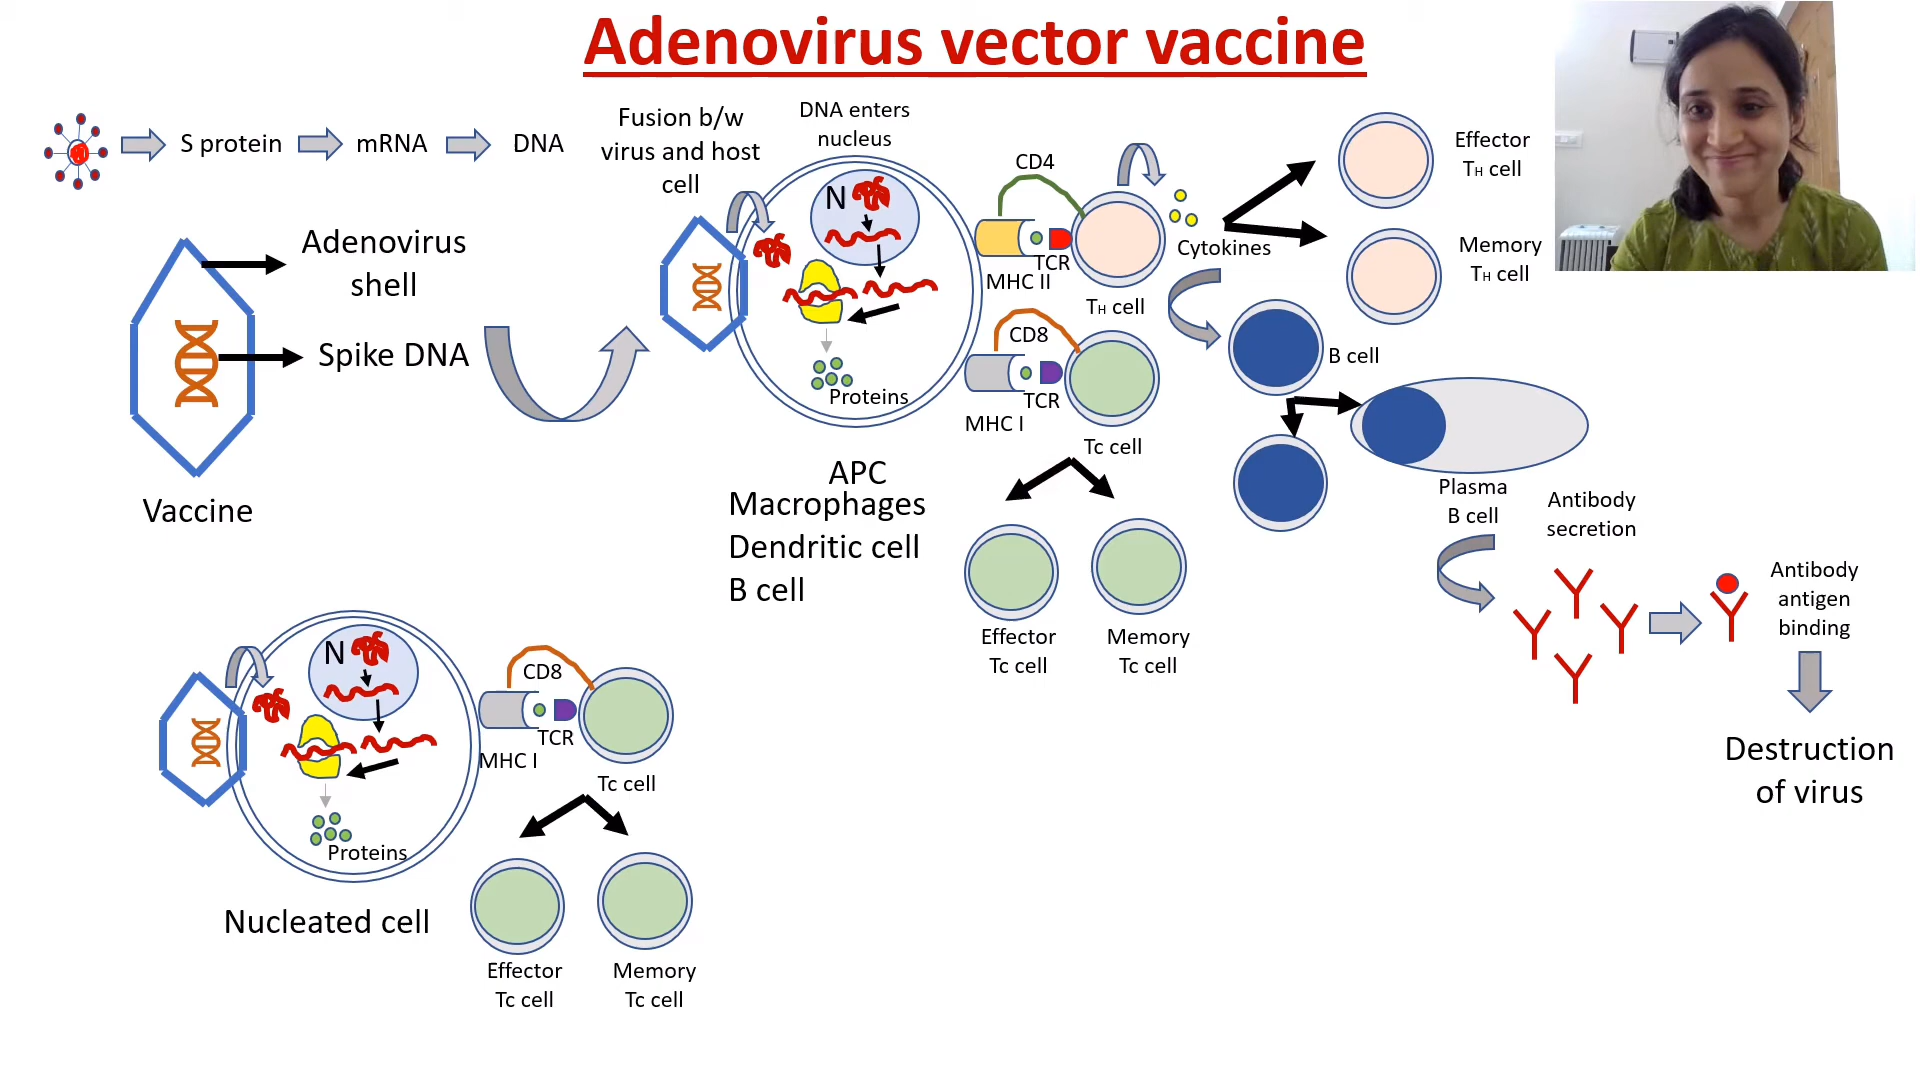 Adenovirus vector vaccine
S protein
mRNA
DNA
Adenovirus
shell
Spike DNA
Vaccine
Fusion b/w
virus and host
cell
DNA enters
nucleus
N
Proteins
APC
Macrophages
Dendritic cell
B cell
CD4
MHC II
TCR
TH cell
Cytokines
Effector
TH cell
Memory
TH cell
CD8
MHC I
TCR
Tc cell
Effector
Tc cell
Memory
Tc cell
B cell
Plasma
B cell
Antibody
secretion
Antibody
antigen
binding
Destruction
of virus
N
Proteins
Nucleated cell
CD8
MHC I
TCR
Tc cell
Effector
Tc cell
Memory
Tc cell